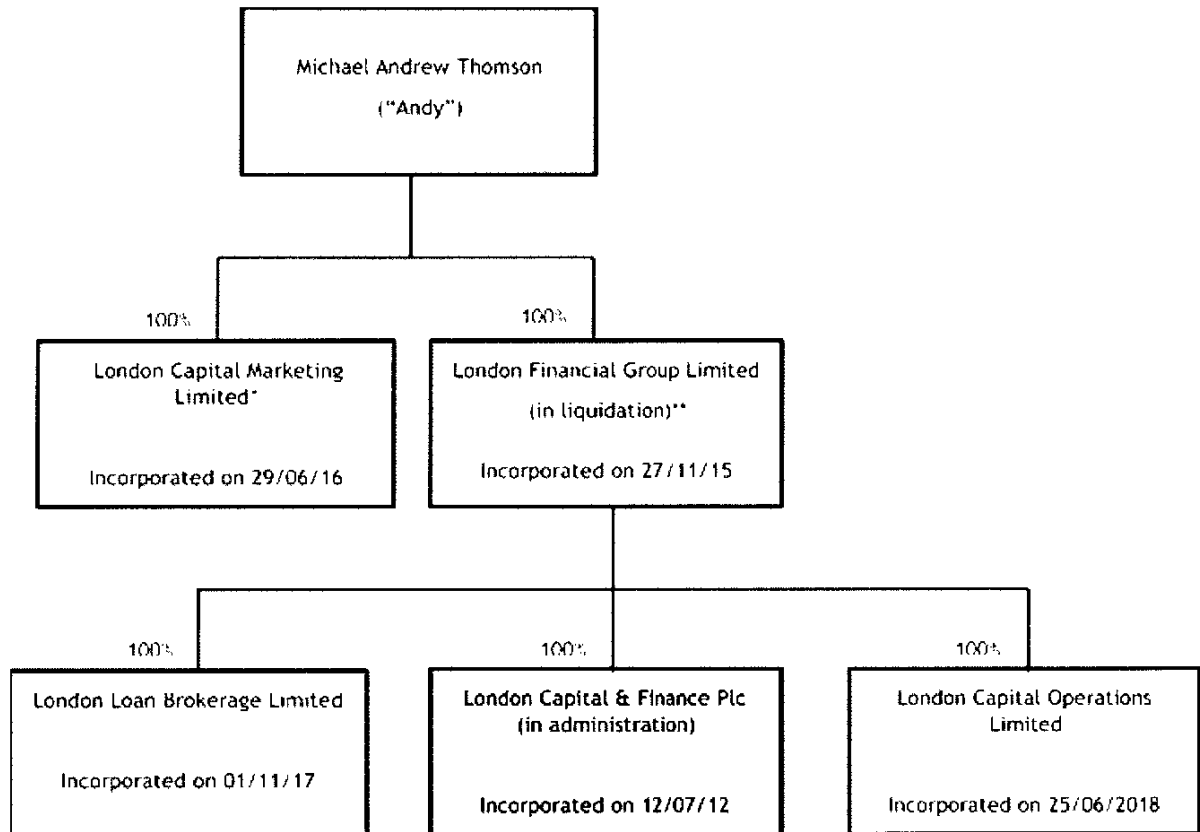 Michael Andrew Thomson
("Andy")
100%
100%
London Capital Marketing
Limited*
Incorporated on 29/06/16
London Financial Group Limited
(in liquidation)**
Incorporated on 27/11/15
100%
100%
100%
London Loan Brokerage Limited
Incorporated on 01/11/17
London Capital & Finance Plc
(in administration)
Incorporated on 12/07/12
London Capital Operations
Limited
Incorporated on 25/06/2018